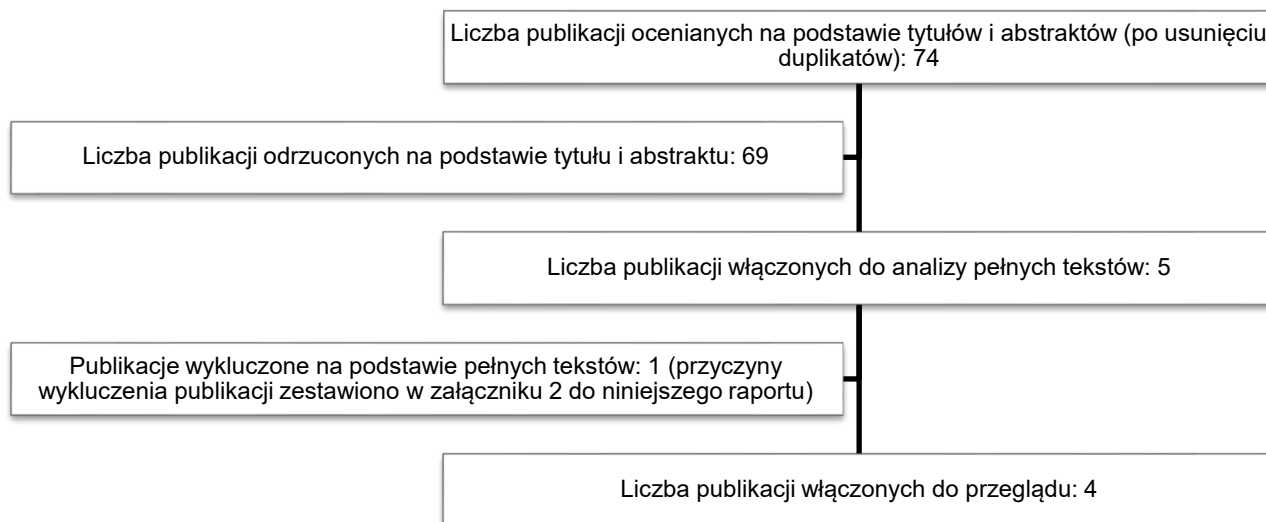 Liczba publikacji ocenianych na podstawie tytułów i abstraktów (po usunięciu
duplikatów): 74
Liczba publikacji odrzuconych na podstawie tytułu i abstraktu: 69
Liczba publikacji włączonych do analizy pełnych tekstów: 5
Publikacje wykluczone na podstawie pełnych tekstów: 1 (przyczyny
wykluczenia publikacji zestawiono w załączniku 2 do niniejszego raportu)
Liczba publikacji włączonych do przeglądu: 4